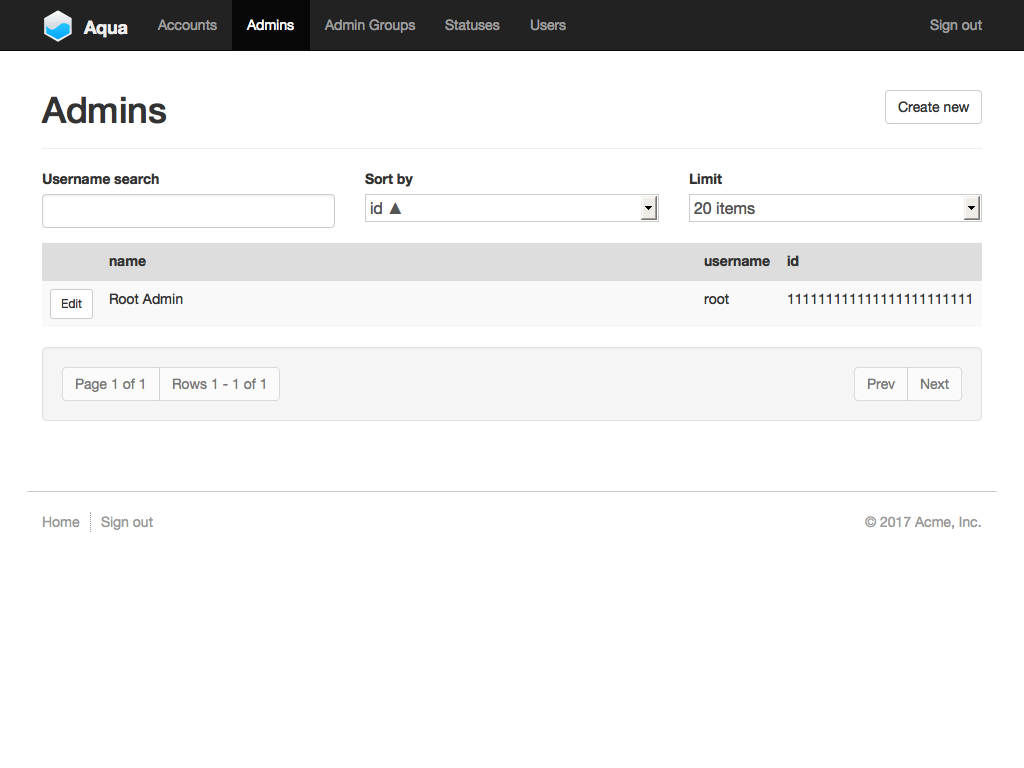 Aqua Accounts Admins Admin Groups Statuses Users Sign out
Admins Create new
Username search Sort by Limit
id ▲ 20 items
name username id
Edit Root Admin root 111111111111111111111111
Page 1 of 1 Rows 1 - 1 of 1 Prev Next
Home Sign out © 2017 Acme, Inc.